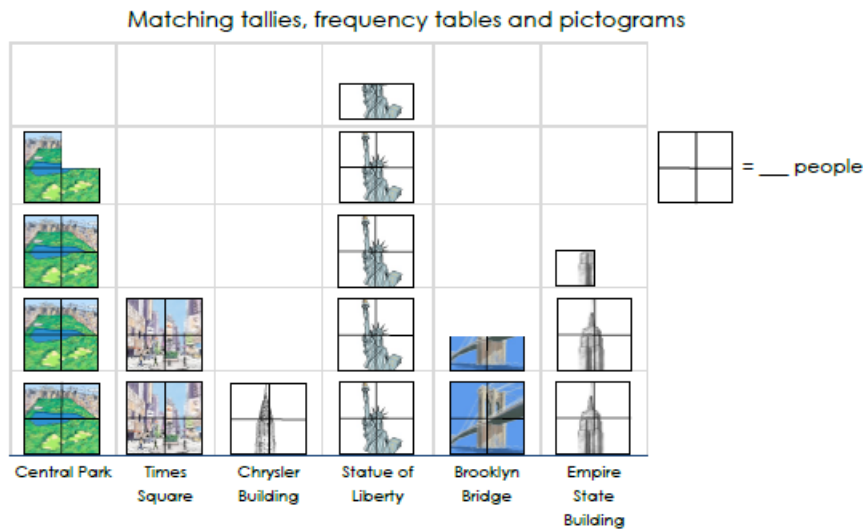 Matching tallies, frequency tables and pictograms
= ___ people
Central Park
Times
Square
Chrysler
Building
Statue of
Liberty
Brooklyn
Bridge
Empire
State
Building